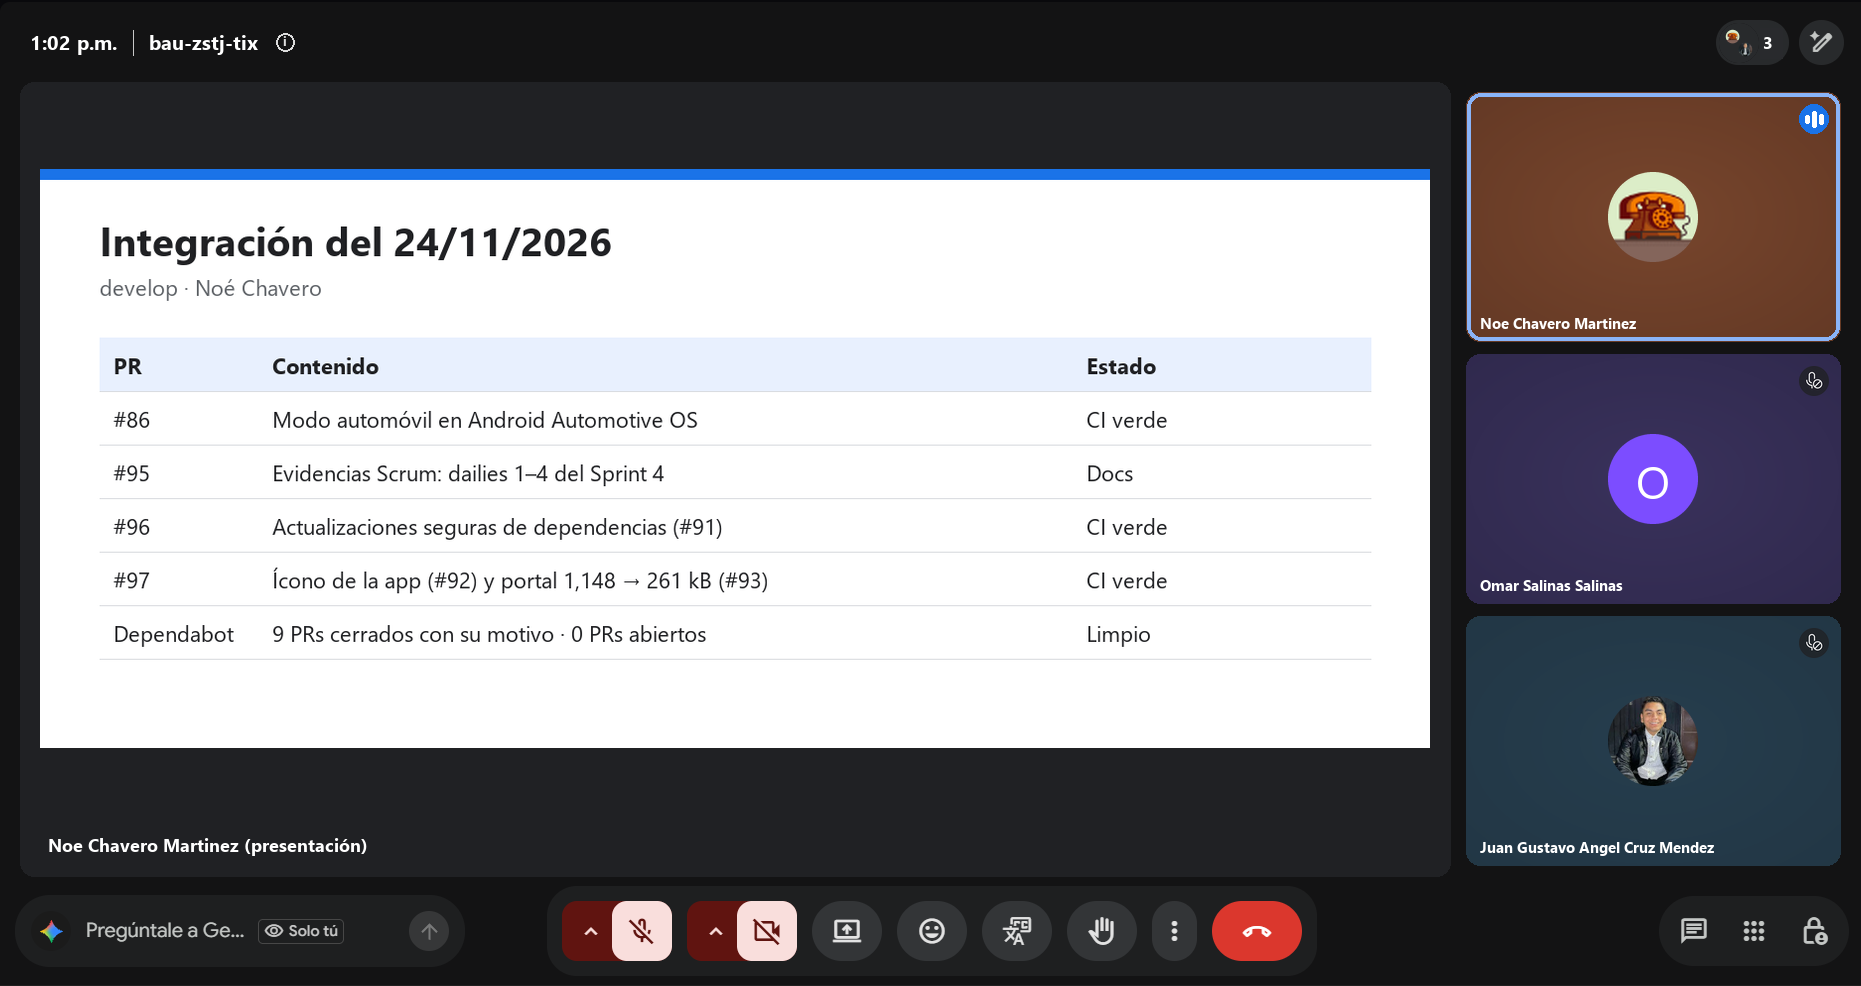 1:02 p.m.
bau-zstj-tix
3
Integración del 24/11/2026
develop · Noé Chavero
PR Contenido Estado
#86 Modo automóvil en Android Automotive OS CI verde
#95 Evidencias Scrum: dailies 1–4 del Sprint 4 Docs
#96 Actualizaciones seguras de dependencias (#91) CI verde
#97 Ícono de la app (#92) y portal 1,148 → 261 kB (#93) CI verde
Dependabot 9 PRs cerrados con su motivo · 0 PRs abiertos Limpio
Noe Chavero Martinez (presentación)
Noe Chavero Martinez
O
Omar Salinas Salinas
Juan Gustavo Angel Cruz Mendez
Pregúntale a Ge...
Solo tú